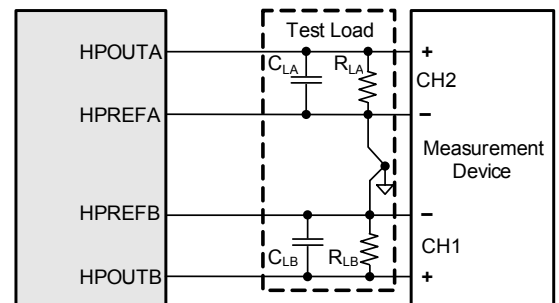 Test Load
HPOUTA
C_LA
R_LA
+
CH2
HPREFA
−
Measurement
Device
HPREFB
−
C_LB
R_LB
CH1
HPOUTB
+